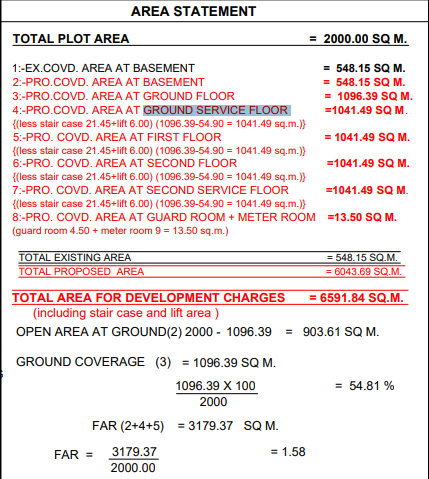 AREA STATEMENT
TOTAL PLOT AREA = 2000.00 SQ M.
1:-EX.COVD. AREA AT BASEMENT = 548.15 SQ M.
2:-PRO.COVD. AREA AT BASEMENT = 548.15 SQ M.
3:-PRO.COVD. AREA AT GROUND FLOOR = 1096.39 SQ M.
4:-PRO.COVD. AREA AT GROUND SERVICE FLOOR =1041.49 SQ M.
{(less stair case 21.45+lift 6.00) (1096.39-54.90 = 1041.49 sq.m.)}
5:-PRO. COVD. AREA AT FIRST FLOOR = 1041.49 SQ M.
{(less stair case 21.45+lift 6.00) (1096.39-54.90 = 1041.49 sq.m.)}
6:-PRO. COVD. AREA AT SECOND FLOOR =1041.49 SQ M.
{(less stair case 21.45+lift 6.00) (1096.39-54.90 = 1041.49 sq.m.)}
7:-PRO. COVD. AREA AT SECOND SERVICE FLOOR =1041.49 SQ M.
{(less stair case 21.45+lift 6.00) (1096.39-54.90 = 1041.49 sq.m.)}
8:-PRO. COVD. AREA AT GUARD ROOM + METER ROOM =13.50 SQ M.
(guard room 4.50 + meter room 9 = 13.50 sq.m.)
TOTAL EXISTING AREA = 548.15 SQ M.
TOTAL PROPOSED AREA = 6043.69 SQ M.
TOTAL AREA FOR DEVELOPMENT CHARGES = 6591.84 SQ.M.
(including stair case and lift area )
OPEN AREA AT GROUND(2) 2000 - 1096.39 = 903.61 SQ M.
GROUND COVERAGE (3) = 1096.39 SQ M.
1096.39 X 100 = 54.81 %
2000
FAR (2+4+5) = 3179.37 SQ M.
FAR = 3179.37 = 1.58
2000.00